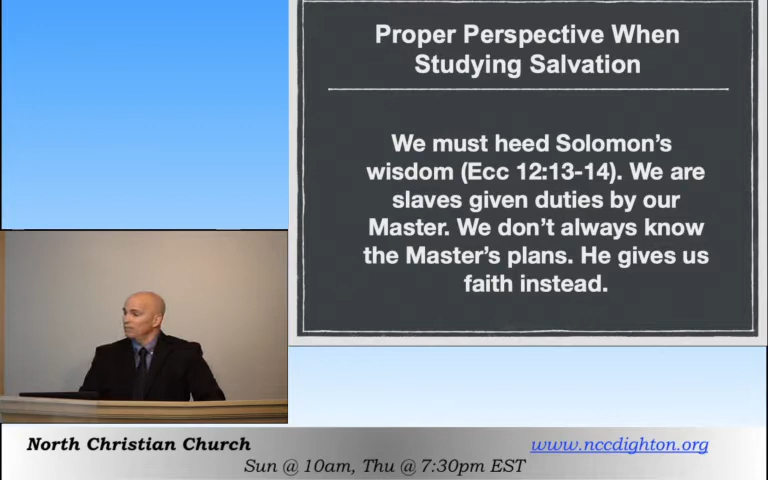 Proper Perspective When
Studying Salvation
We must heed Solomon's
wisdom (Ecc 12:13-14). We are
slaves given duties by our
Master. We don't always know
the Master's plans. He gives us
faith instead.
North Christian Church
www.nccdighton.org
Sun @ 10am, Thu @ 7:30pm EST